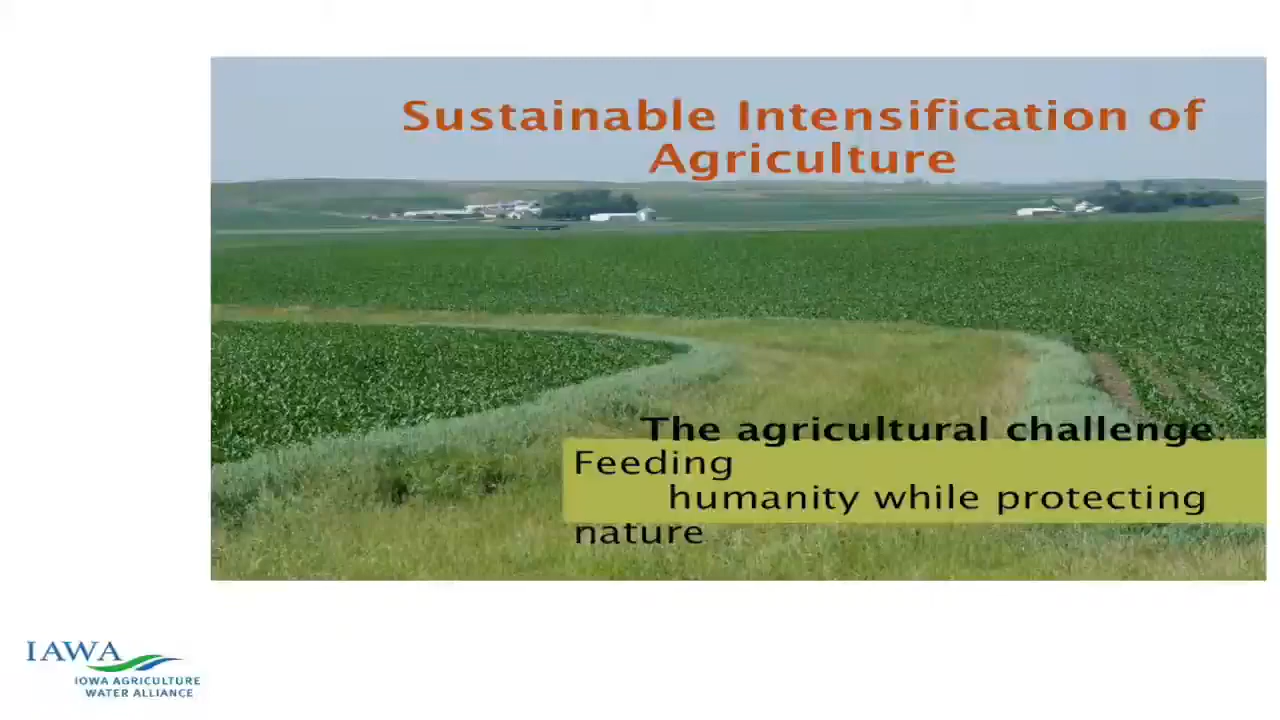 Sustainable Intensification of
Agriculture
The agricultural challenge.
Feeding
humanity while protecting
nature
IAWA
IOWA AGRICULTURE
WATER ALLIANCE